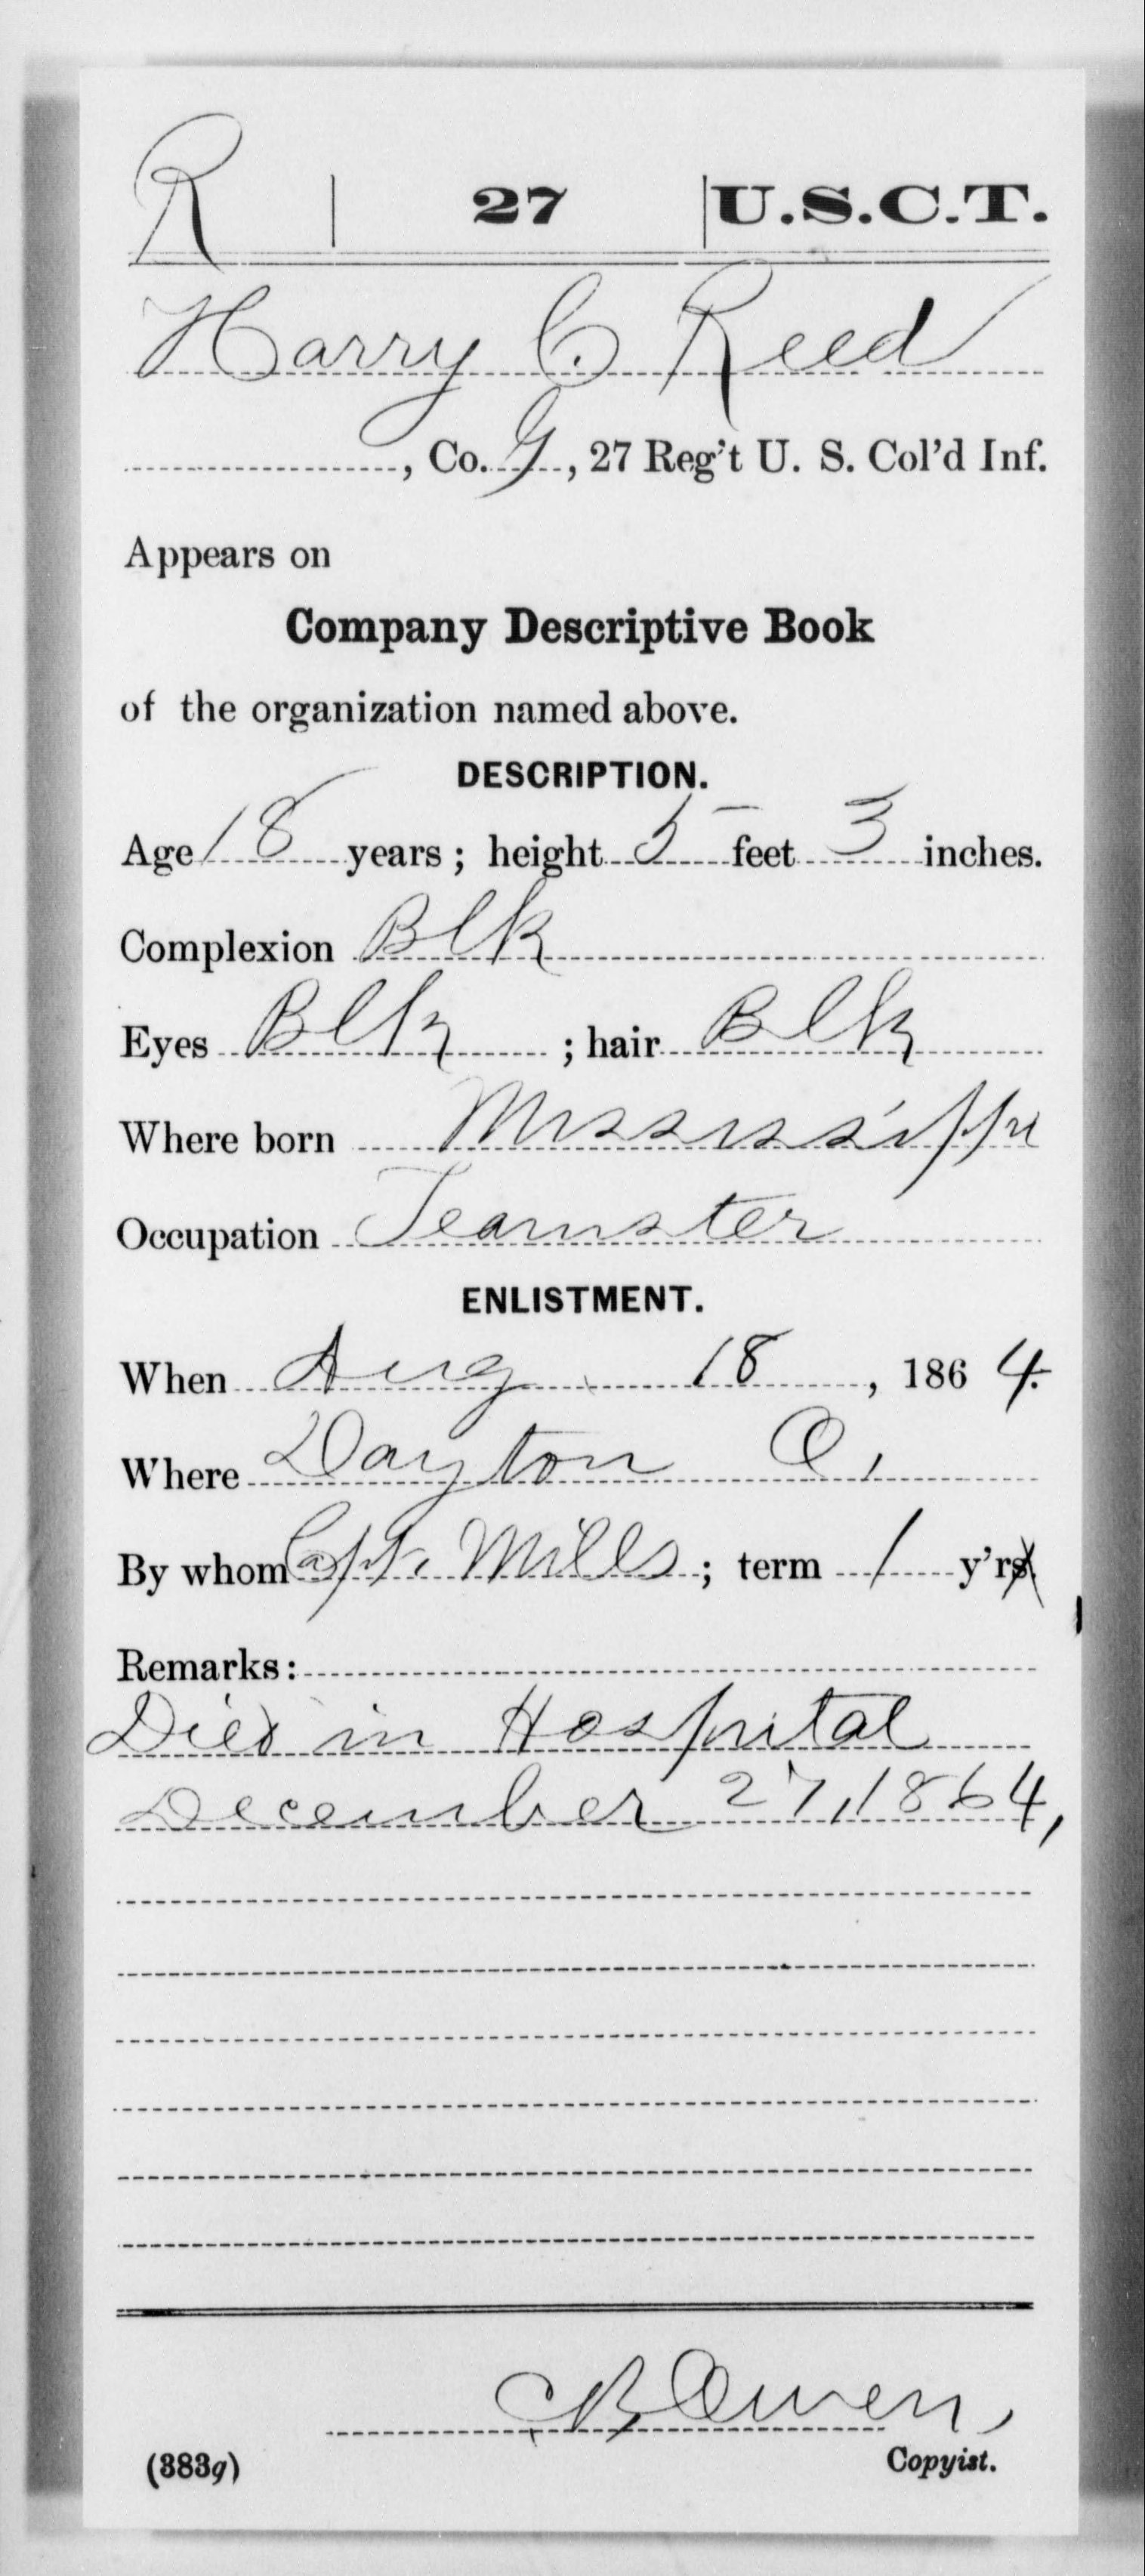 R | 27 | U.S.C.T.
Harry C. Reed
, Co. G, 27 Reg't U. S. Col'd Inf.
Appears on
Company Descriptive Book
of the organization named above.
DESCRIPTION.
Age 18 years; height 5 feet 3 inches.
Complexion Blk
Eyes Blk ; hair Blk
Where born Mississippi
Occupation Teamster
ENLISTMENT.
When Aug 18, 1864.
Where Dayton O,
By whom Capt. Mills; term 1 y'rs.
Remarks:
Died in Hospital
December 27, 1864,
CB Owen,
(383g) Copyist.